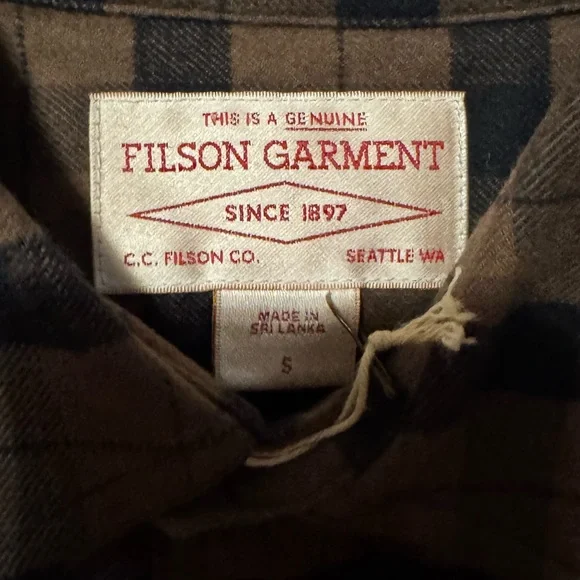 THIS IS A GENUINE
FILSON GARMENT
SINCE 1897
C.C. FILSON CO. SEATTLE WA
MADE IN
SRI LANKA
S